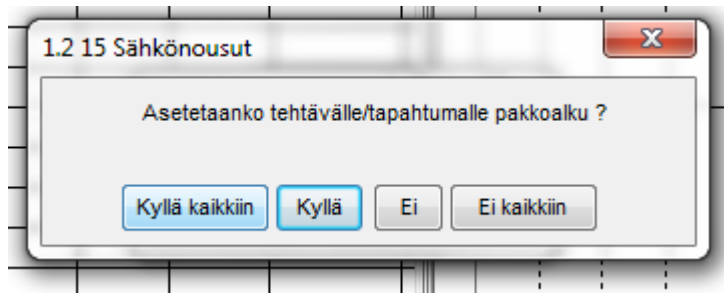 1.2 15 Sähkönousut
Asetetaanko tehtävälle/tapahtumalle pakkoalku ?
Kyllä kaikkiin Kyllä Ei Ei kaikkiin